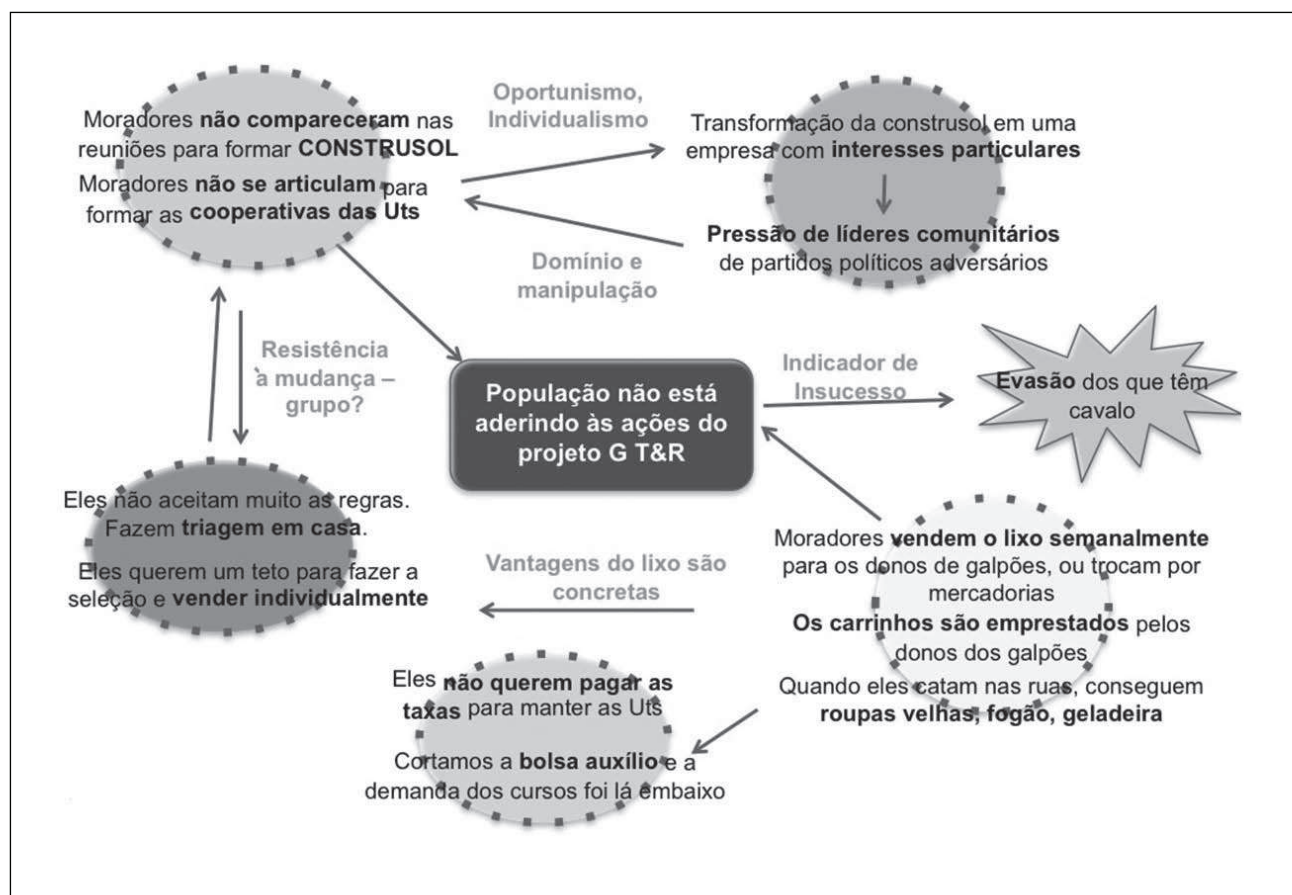 Moradores não compareceram nas
reuniões para formar CONSTRUSOL
Moradores não se articulam para
formar as cooperativas das Uts
Oportunismo,
Individualismo
Transformação da construsol em uma
empresa com interesses particulares
Pressão de líderes comunitários
de partidos políticos adversários
Domínio e
manipulação
Resistência
à mudança –
grupo?
População não está
aderindo às ações do
projeto G T&R
Indicador de
Insucesso
Evasão dos que têm
cavalo
Eles não aceitam muito as regras.
Fazem triagem em casa.
Eles querem um teto para fazer a
seleção e vender individualmente
Vantagens do lixo são
concretas
Moradores vendem o lixo semanalmente
para os donos de galpões, ou trocam por
mercadorias
Os carrinhos são emprestados pelos
donos dos galpões
Quando eles catam nas ruas, conseguem
roupas velhas, fogão, geladeira
Eles não querem pagar as
taxas para manter as Uts
Cortamos a bolsa auxílio e a
demanda dos cursos foi lá embaixo